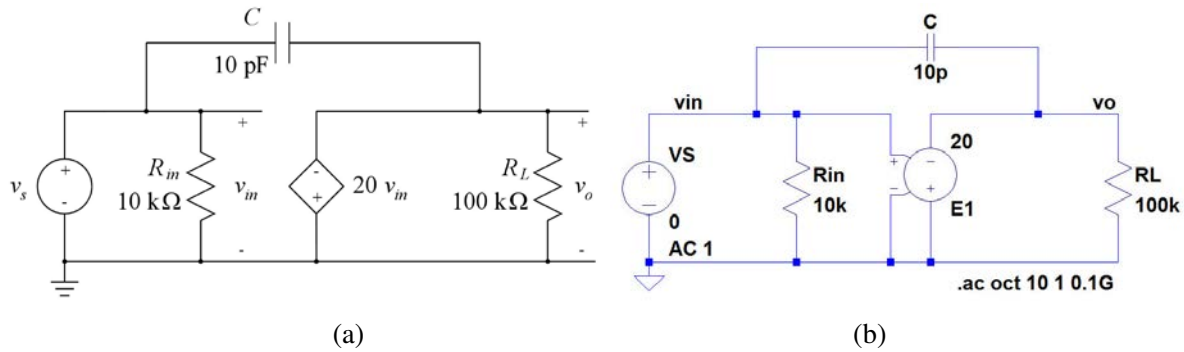 C
10 pF
+
R_in
10 kΩ
v_in
-
v_s
+
-
-
+
20 v_in
R_L
100 kΩ
+
v_o
-
(a)
C
10p
vin
vo
VS
0
AC 1
Rin
10k
+
-
20
-
+
E1
RL
100k
.ac oct 10 1 0.1G
(b)